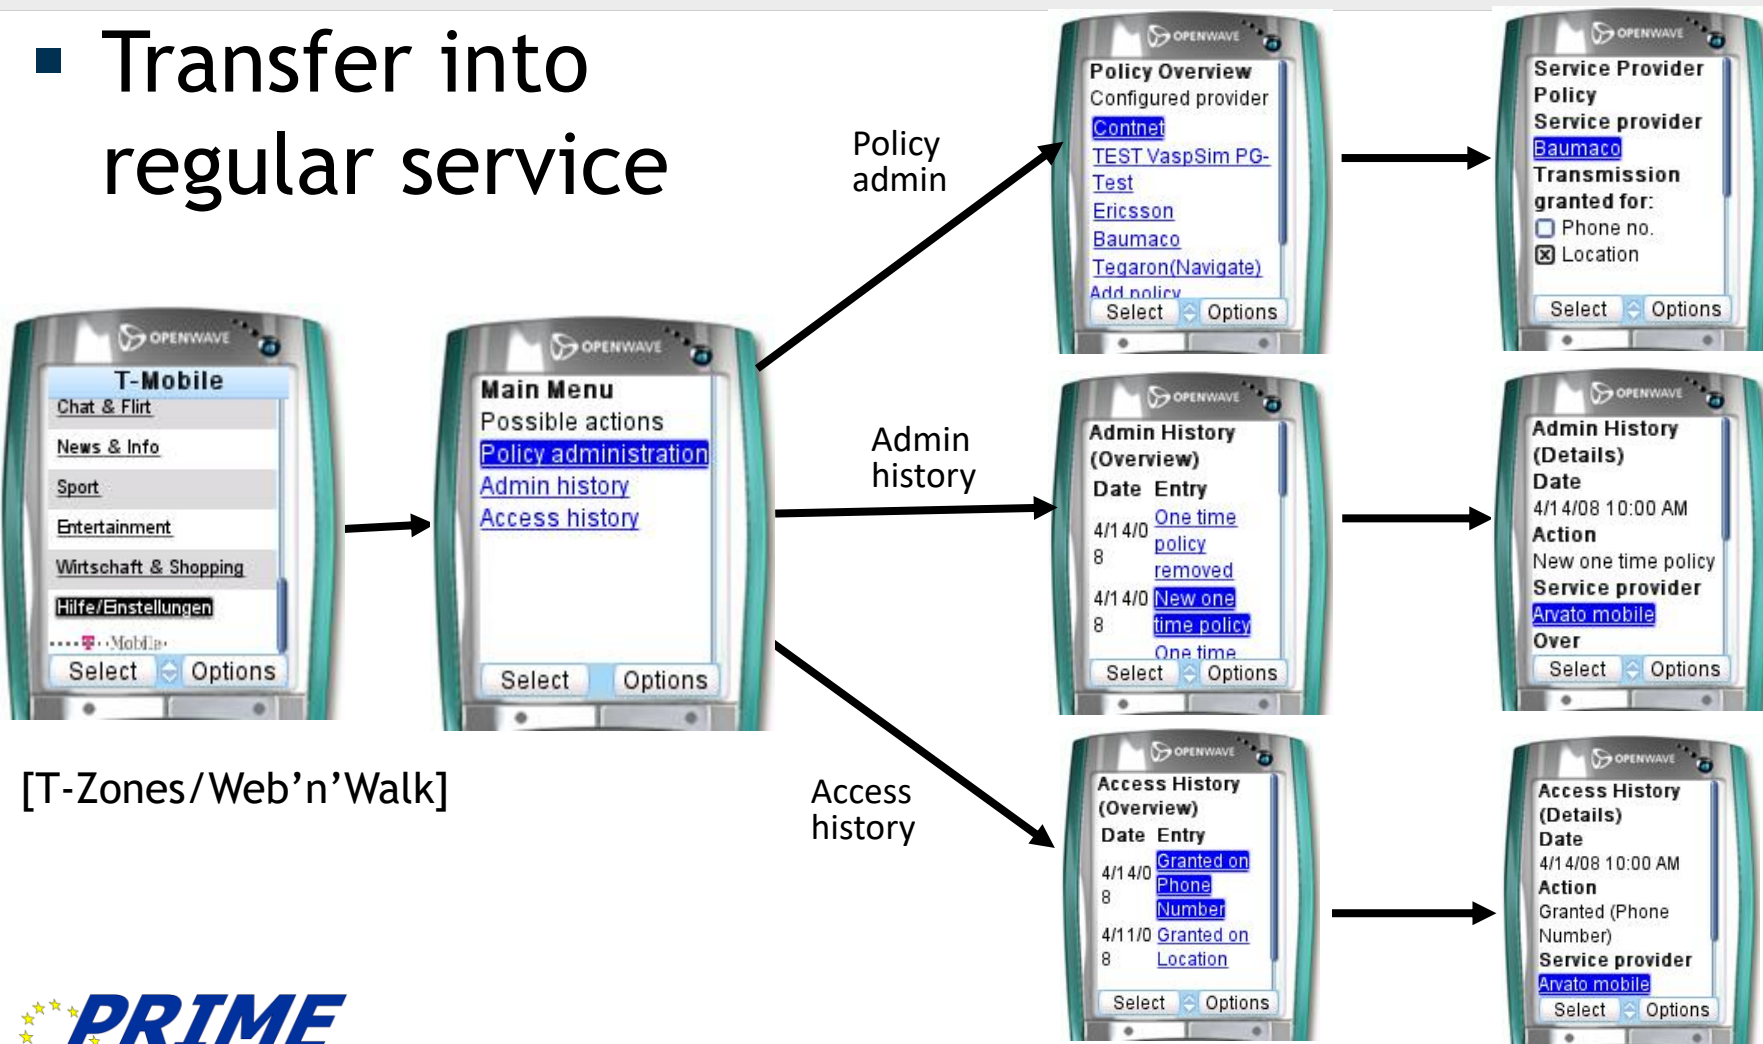 Transfer into
regular service
OPENWAVE
T-Mobile
Chat & Flirt
News & Info
Sport
Entertainment
Wirtschaft & Shopping
Hilfe/Einstellungen
····T··Mobile·
Select Options
[T-Zones/Web’n’Walk]
OPENWAVE
Main Menu
Possible actions
Policy administration
Admin history
Access history
Select Options
Policy
admin
OPENWAVE
Policy Overview
Configured provider
Contnet
TEST VaspSim PG-
Test
Ericsson
Baumaco
Tegaron(Navigate)
Add policy
Select Options
OPENWAVE
Service Provider
Policy
Service provider
Baumaco
Transmission
granted for:
Phone no.
Location
Select Options
Admin
history
OPENWAVE
Admin History
(Overview)
Date Entry
4/14/0
8
One time
policy
removed
4/14/0
8
New one
time policy
One time
Select Options
OPENWAVE
Admin History
(Details)
Date
4/14/08 10:00 AM
Action
New one time policy
Service provider
Arvato mobile
Over
Select Options
Access
history
OPENWAVE
Access History
(Overview)
Date Entry
4/14/0
8
Granted on
Phone
Number
4/11/0
8
Granted on
Location
Select Options
OPENWAVE
Access History
(Details)
Date
4/14/08 10:00 AM
Action
Granted (Phone
Number)
Service provider
Arvato mobile
Select Options
PRIME